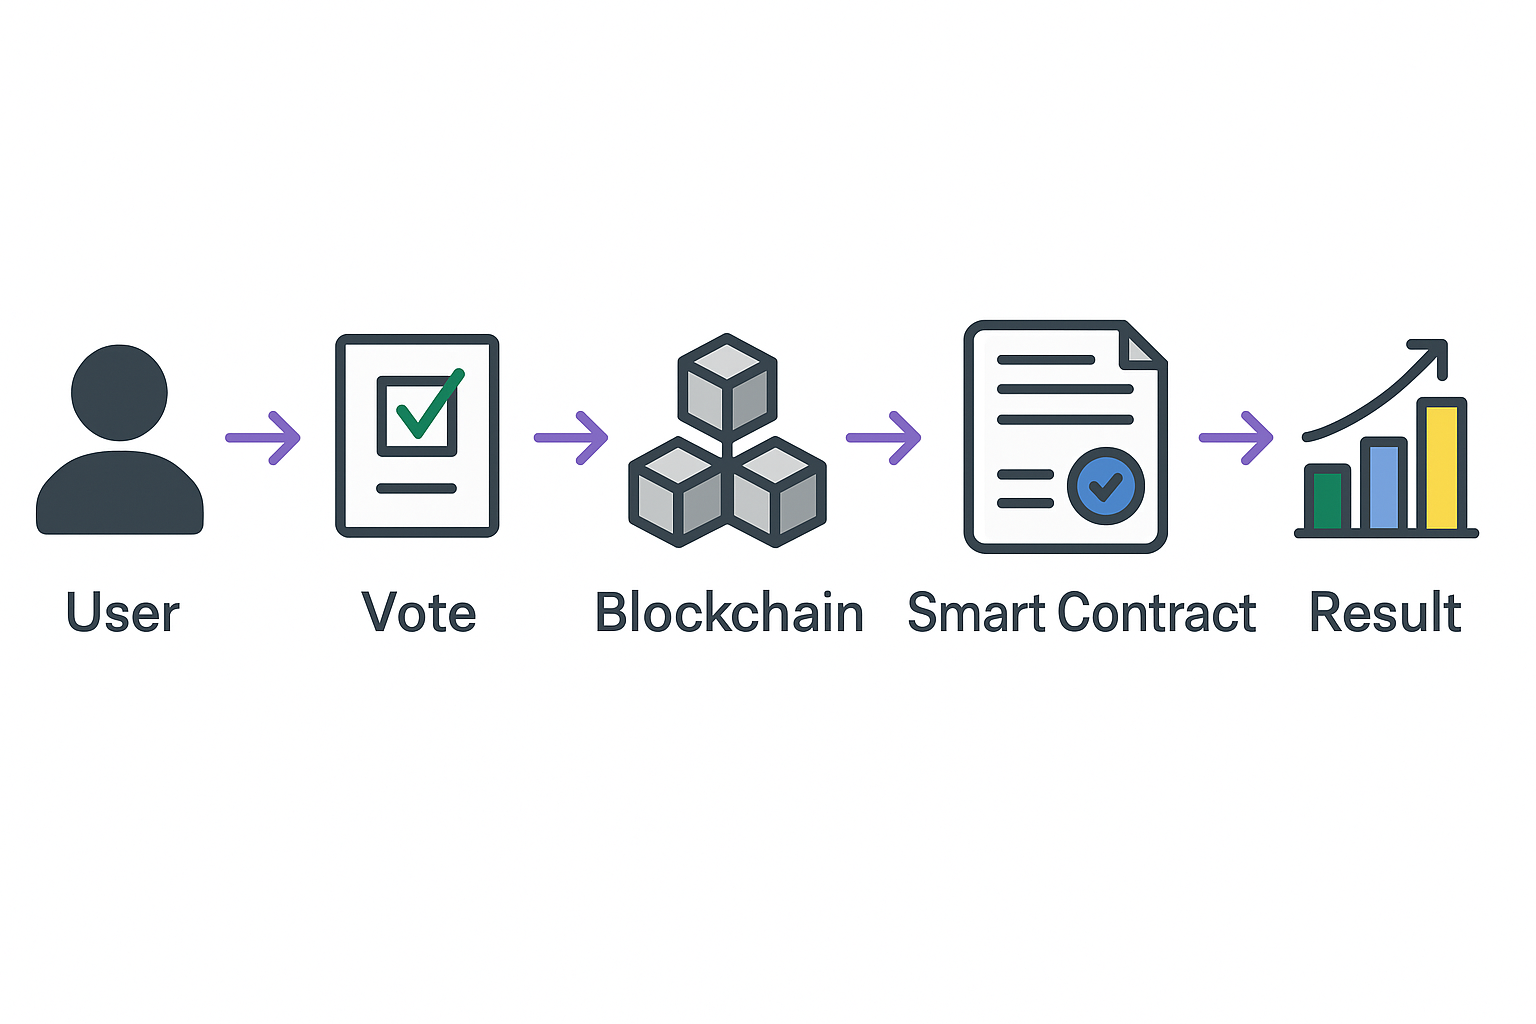 User
Vote
Blockchain
Smart Contract
Result